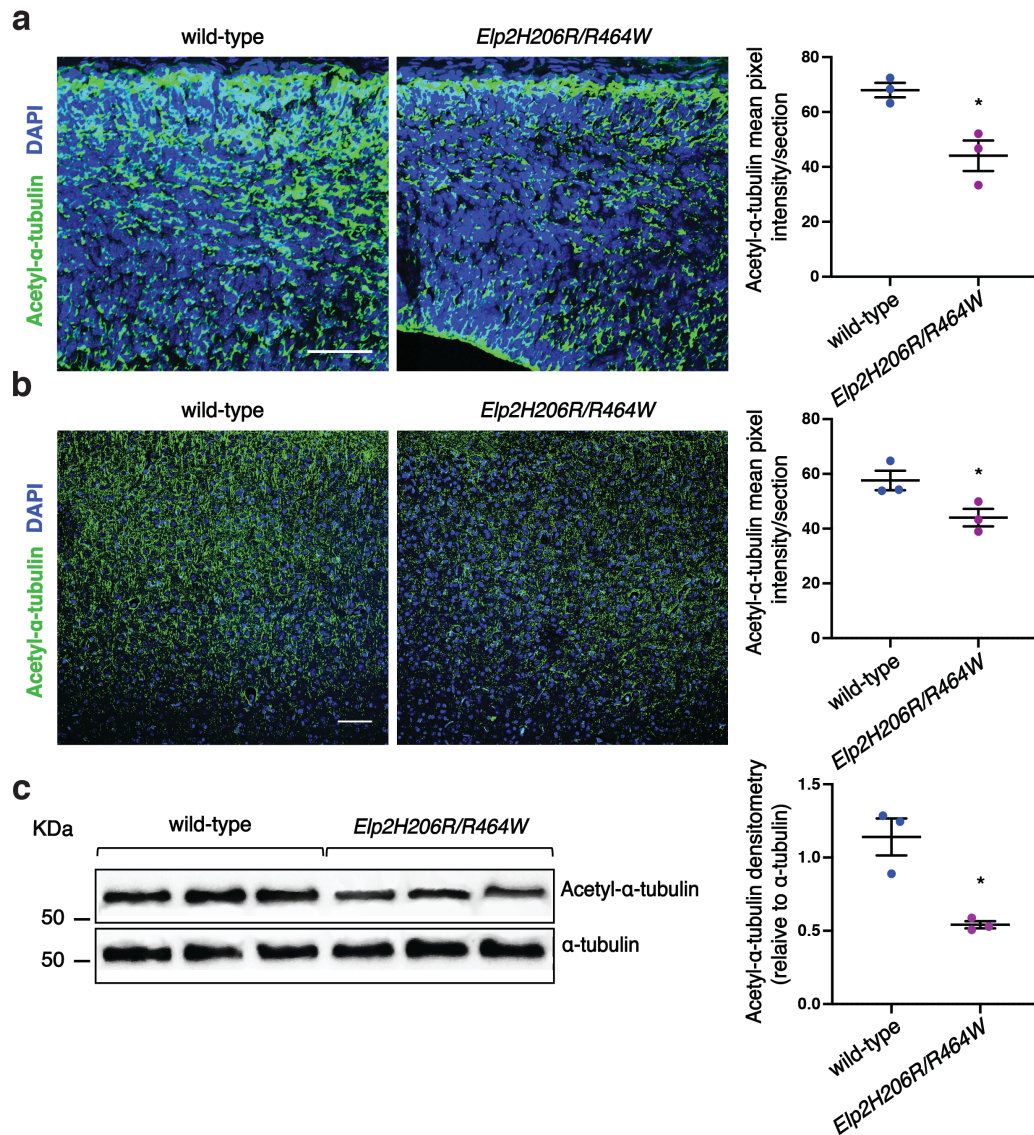 a
wild-type
Elp2H206R/R464W
Acetyl-α-tubulin DAPI
Acetyl-α-tubulin mean pixel
intensity/section
80
60
40
20
0
*
wild-type
Elp2H206R/R464W
b
wild-type
Elp2H206R/R464W
Acetyl-α-tubulin DAPI
Acetyl-α-tubulin mean pixel
intensity/section
80
60
40
20
0
*
wild-type
Elp2H206R/R464W
c
KDa
wild-type
Elp2H206R/R464W
50
Acetyl-α-tubulin
50
α-tubulin
Acetyl-α-tubulin densitometry
(relaive to α-tubulin)
1.5
1.0
0.5
0.0
*
wild-type
Elp2H206R/R464W